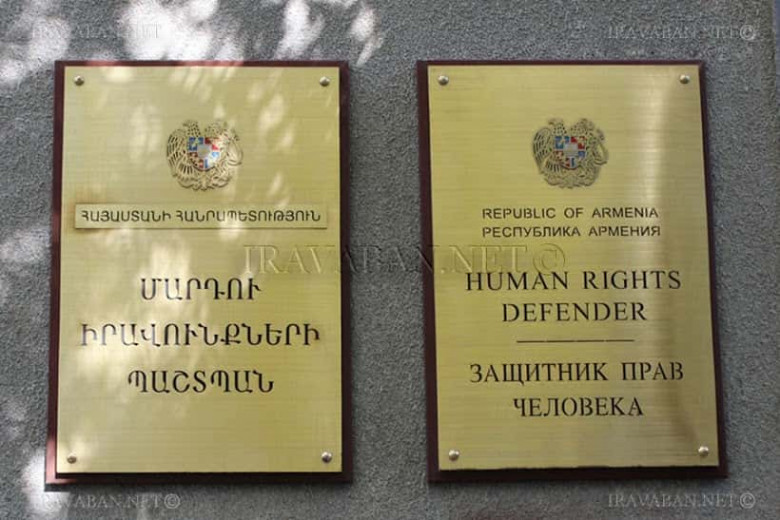 ՀԱՅԱՍՏԱՆԻ ՀԱՆՐԱՊԵՏՈՒԹՅՈՒՆ
ՄԱՐԴՈՒ
ԻՐԱՎՈՒՆՔՆԵՐԻ
ՊԱՇՏՊԱՆ
REPUBLIC OF ARMENIA
РЕСПУБЛИКА АРМЕНИЯ
HUMAN RIGHTS
DEFENDER
ЗАЩИТНИК ПРАВ
ЧЕЛОВЕКА
IRAVABAN.NET©
IRAVABAN.NET©
IRAVABAN.NET©
IRAVABAN.NET©
IRAVABAN.NET©